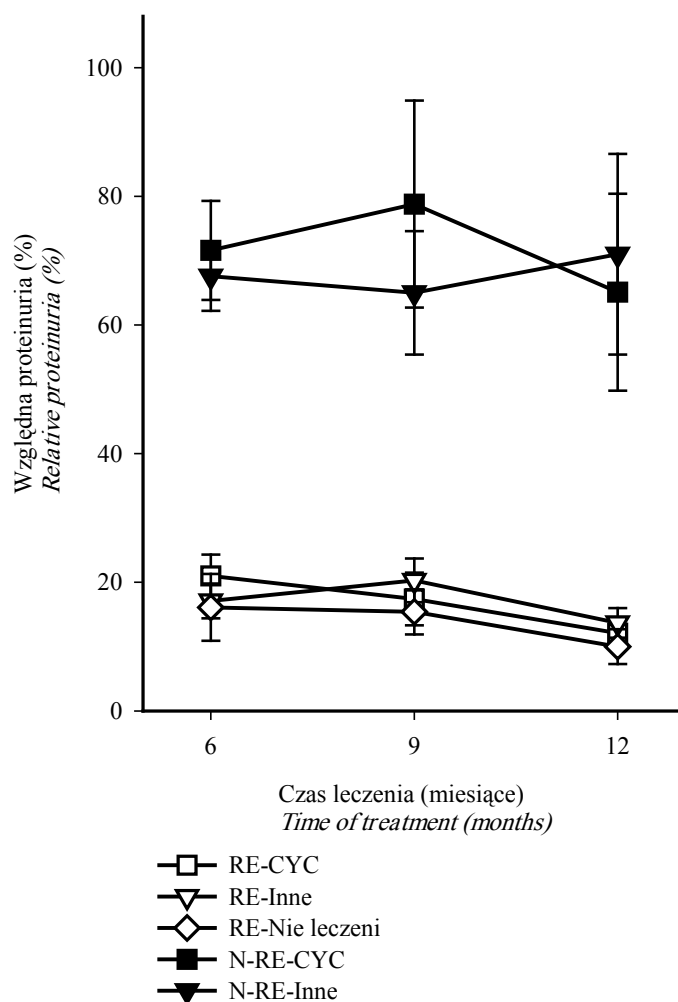 100
80
60
40
20
0
Względna proteinuria (%)
Relative proteinuria (%)
6 9 12
Czas leczenia (miesiące)
Time of treatment (months)
RE-CYC
RE-Inne
RE-Nie leczeni
N-RE-CYC
N-RE-Inne